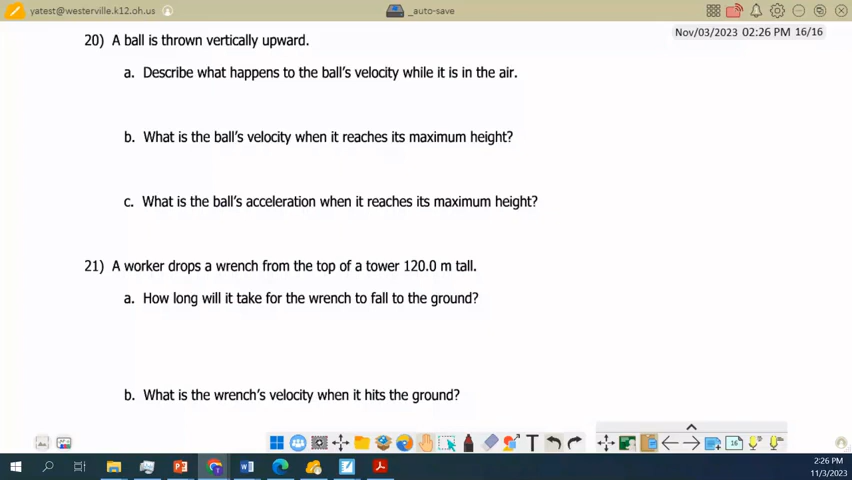 yatest@westerville.k12.oh.us
_auto-save
Nov/03/2023 02:26 PM 16/16
20) A ball is thrown vertically upward.
a. Describe what happens to the ball's velocity while it is in the air.
b. What is the ball's velocity when it reaches its maximum height?
c. What is the ball's acceleration when it reaches its maximum height?
21) A worker drops a wrench from the top of a tower 120.0 m tall.
a. How long will it take for the wrench to fall to the ground?
b. What is the wrench's velocity when it hits the ground?
16
2:26 PM
11/3/2023